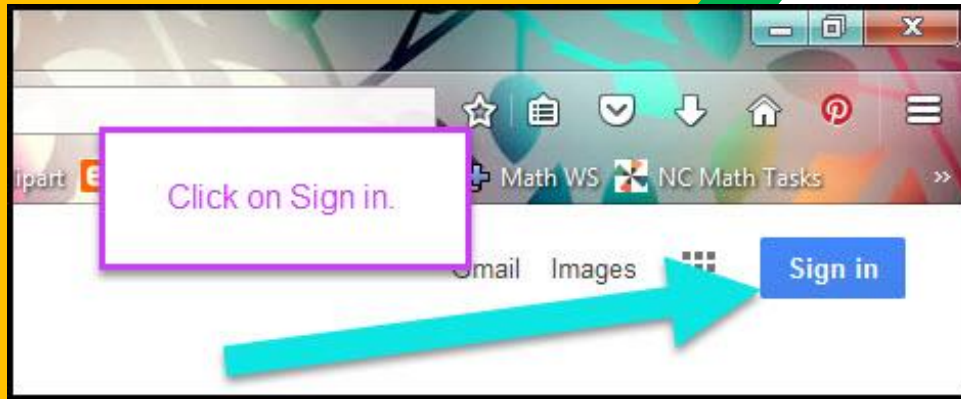 ipart
Math WS NC Math Tasks »
Click on Sign in.
Gmail Images Sign in